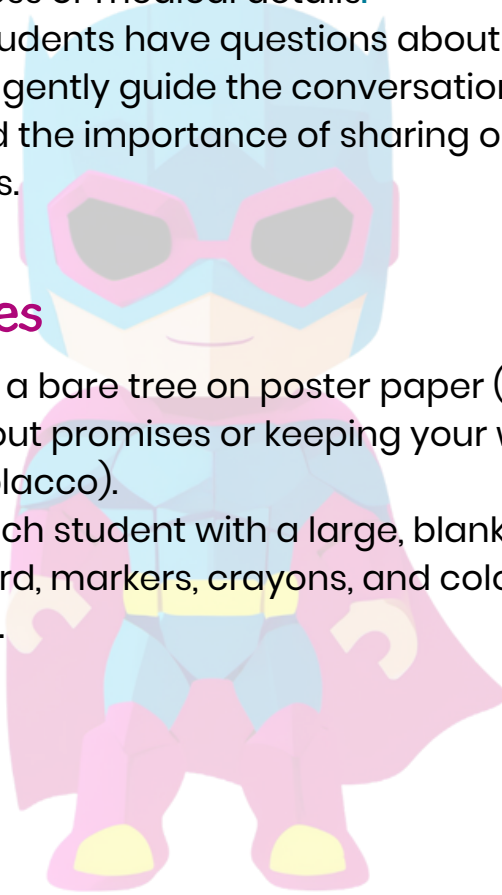 udents have questions about
gently guide the conversation
the importance of sharing o
s.
es
a bare tree on poster paper (
out promises or keeping your
lacco).
ch student with a large, blank
rd, markers, crayons, and colo
.